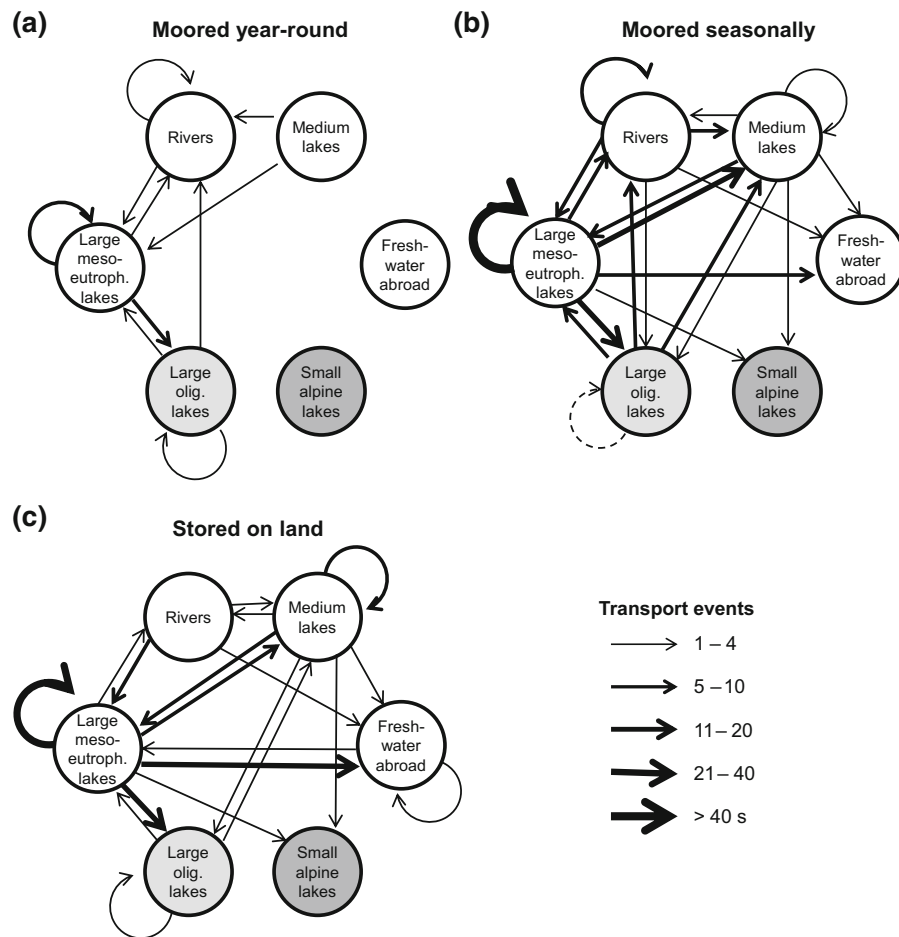 (a)
Moored year-round
Rivers
Medium
lakes
Large
meso-
eutroph.
lakes
Fresh-
water
abroad
Large
olig.
lakes
Small
alpine
lakes
(b)
Moored seasonally
Rivers
Medium
lakes
Large
meso-
eutroph.
lakes
Fresh-
water
abroad
Large
olig.
lakes
Small
alpine
lakes
(c)
Stored on land
Rivers
Medium
lakes
Large
meso-
eutroph.
lakes
Fresh-
water
abroad
Large
olig.
lakes
Small
alpine
lakes
Transport events
1 – 4
5 – 10
11 – 20
21 – 40
> 40 s